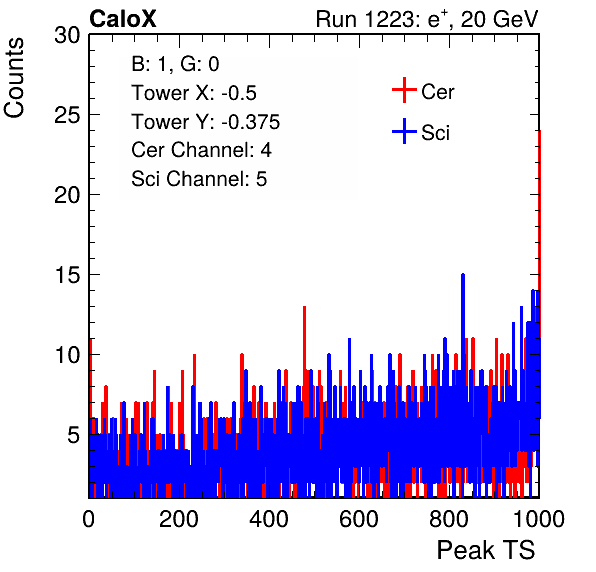 CaloX Run 1223: e+, 20 GeV
Counts
30
25
20
15
10
5
B: 1, G: 0
Tower X: -0.5
Tower Y: -0.375
Cer Channel: 4
Sci Channel: 5
Cer
Sci
0 200 400 600 800 1000
Peak TS